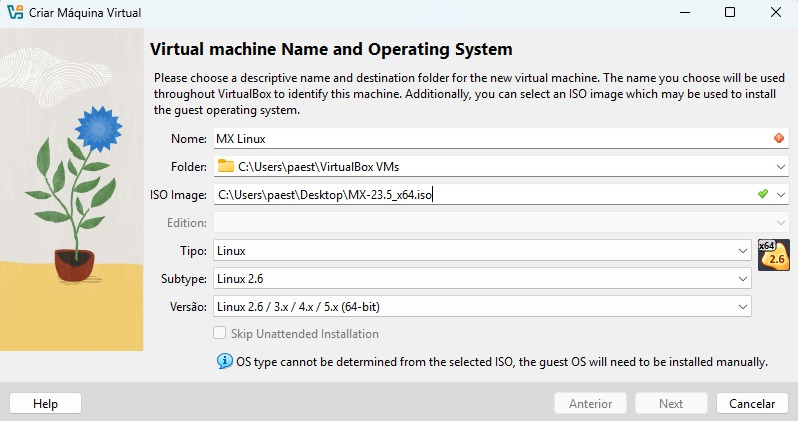 Criar Máquina Virtual
Virtual machine Name and Operating System
Please choose a descriptive name and destination folder for the new virtual machine. The name you choose will be used
throughout VirtualBox to identify this machine. Additionally, you can select an ISO image which may be used to install
the guest operating system.
Nome: MX Linux
Folder: C:\Users\paest\VirtualBox VMs
ISO Image: C:\Users\paest\Desktop\MX-23.5_x64.iso
Edition:
Tipo: Linux
x64
2.6
Subtype: Linux 2.6
Versão: Linux 2.6 / 3.x / 4.x / 5.x (64-bit)
Skip Unattended Installation
OS type cannot be determined from the selected ISO, the guest OS will need to be installed manually.
Help Anterior Next Cancelar